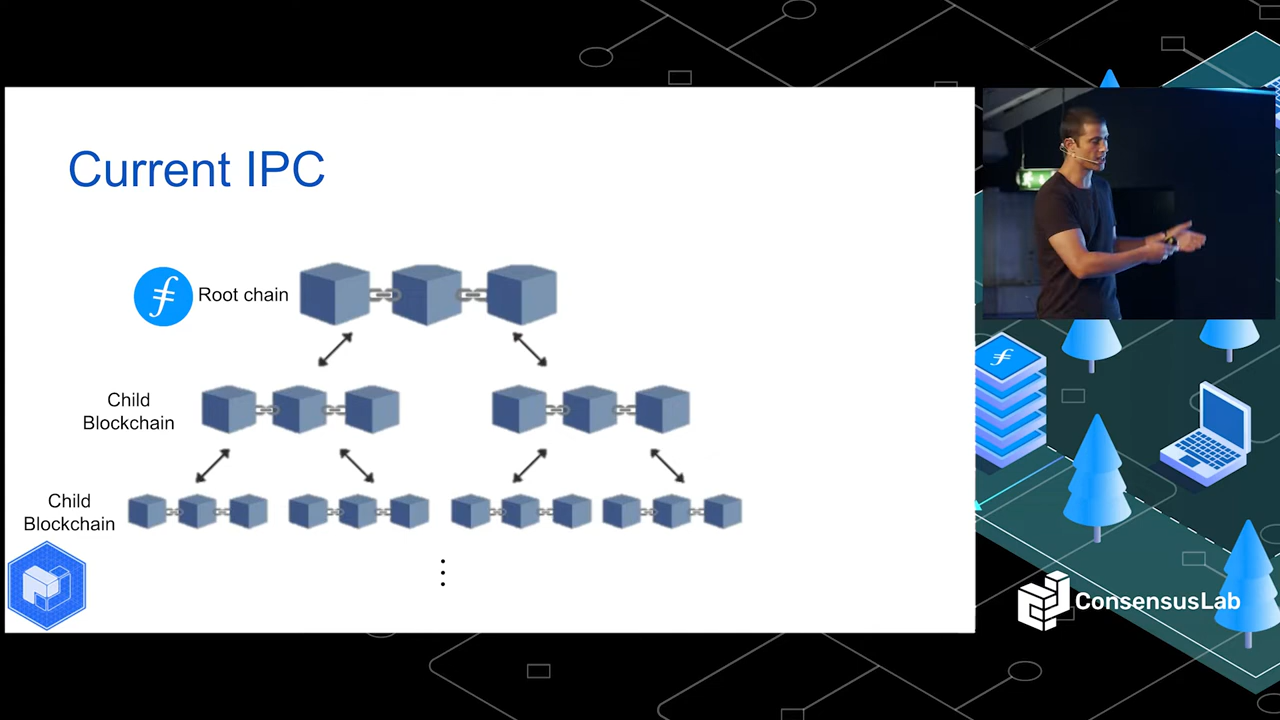 Current IPC
Root chain
Child
Blockchain
Child
Blockchain
ConsensusLab